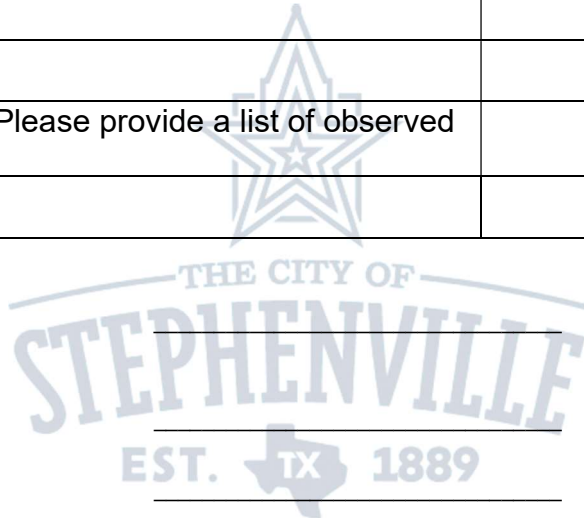 Please provide a list of observed
THE CITY OF
STEPHENVILLE
EST. TX 1889